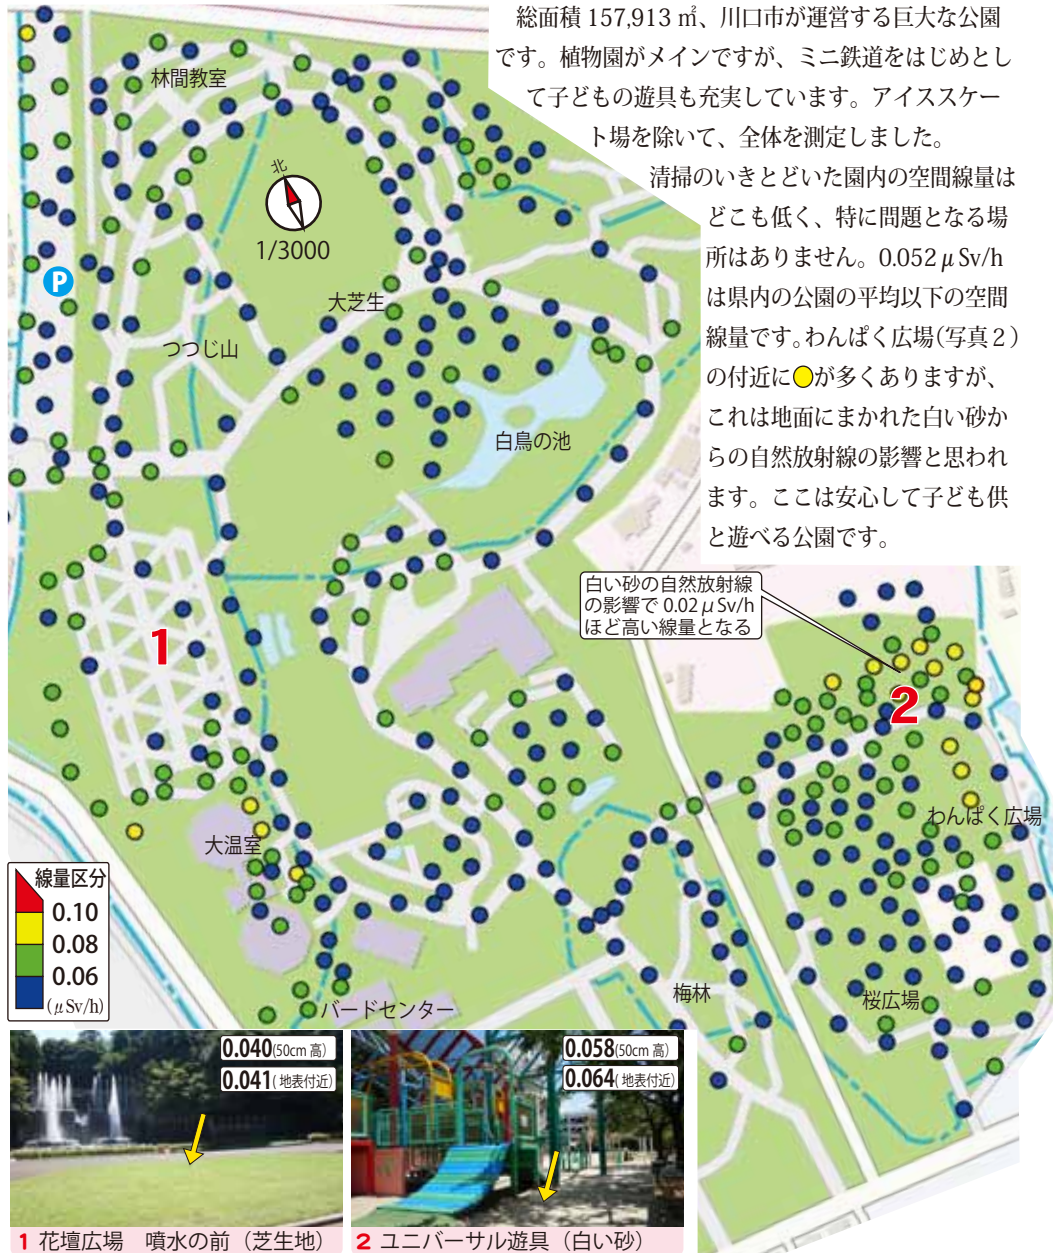 総面積 157,913 ㎡、川口市が運営する巨大な公園
です。植物園がメインですが、ミニ鉄道をはじめとし
て子どもの遊具も充実しています。アイススケー
ト場を除いて、全体を測定しました。
清掃のいきとどいた園内の空間線量は
どこも低く、特に問題となる場
所はありません。0.052μSv/h
は県内の公園の平均以下の空間
線量です。わんぱく広場(写真２)
の付近に が多くありますが、
これは地面にまかれた白い砂か
らの自然放射線の影響と思われ
ます。ここは安心して子ども供
と遊べる公園です。
林間教室
北
1/3000
P
大芝生
つつじ山
白鳥の池
白い砂の自然放射線
の影響で 0.02μSv/h
ほど高い線量となる
1
2
わんぱく広場
大温室
線量区分
0.10
0.08
0.06
(μSv/h)
梅林
桜広場
バードセンター
0.040(50cm 高)
0.041(地表付近)
1 花壇広場 噴水の前（芝生地）
0.058(50cm 高)
0.064(地表付近)
2 ユニバーサル遊具（白い砂）